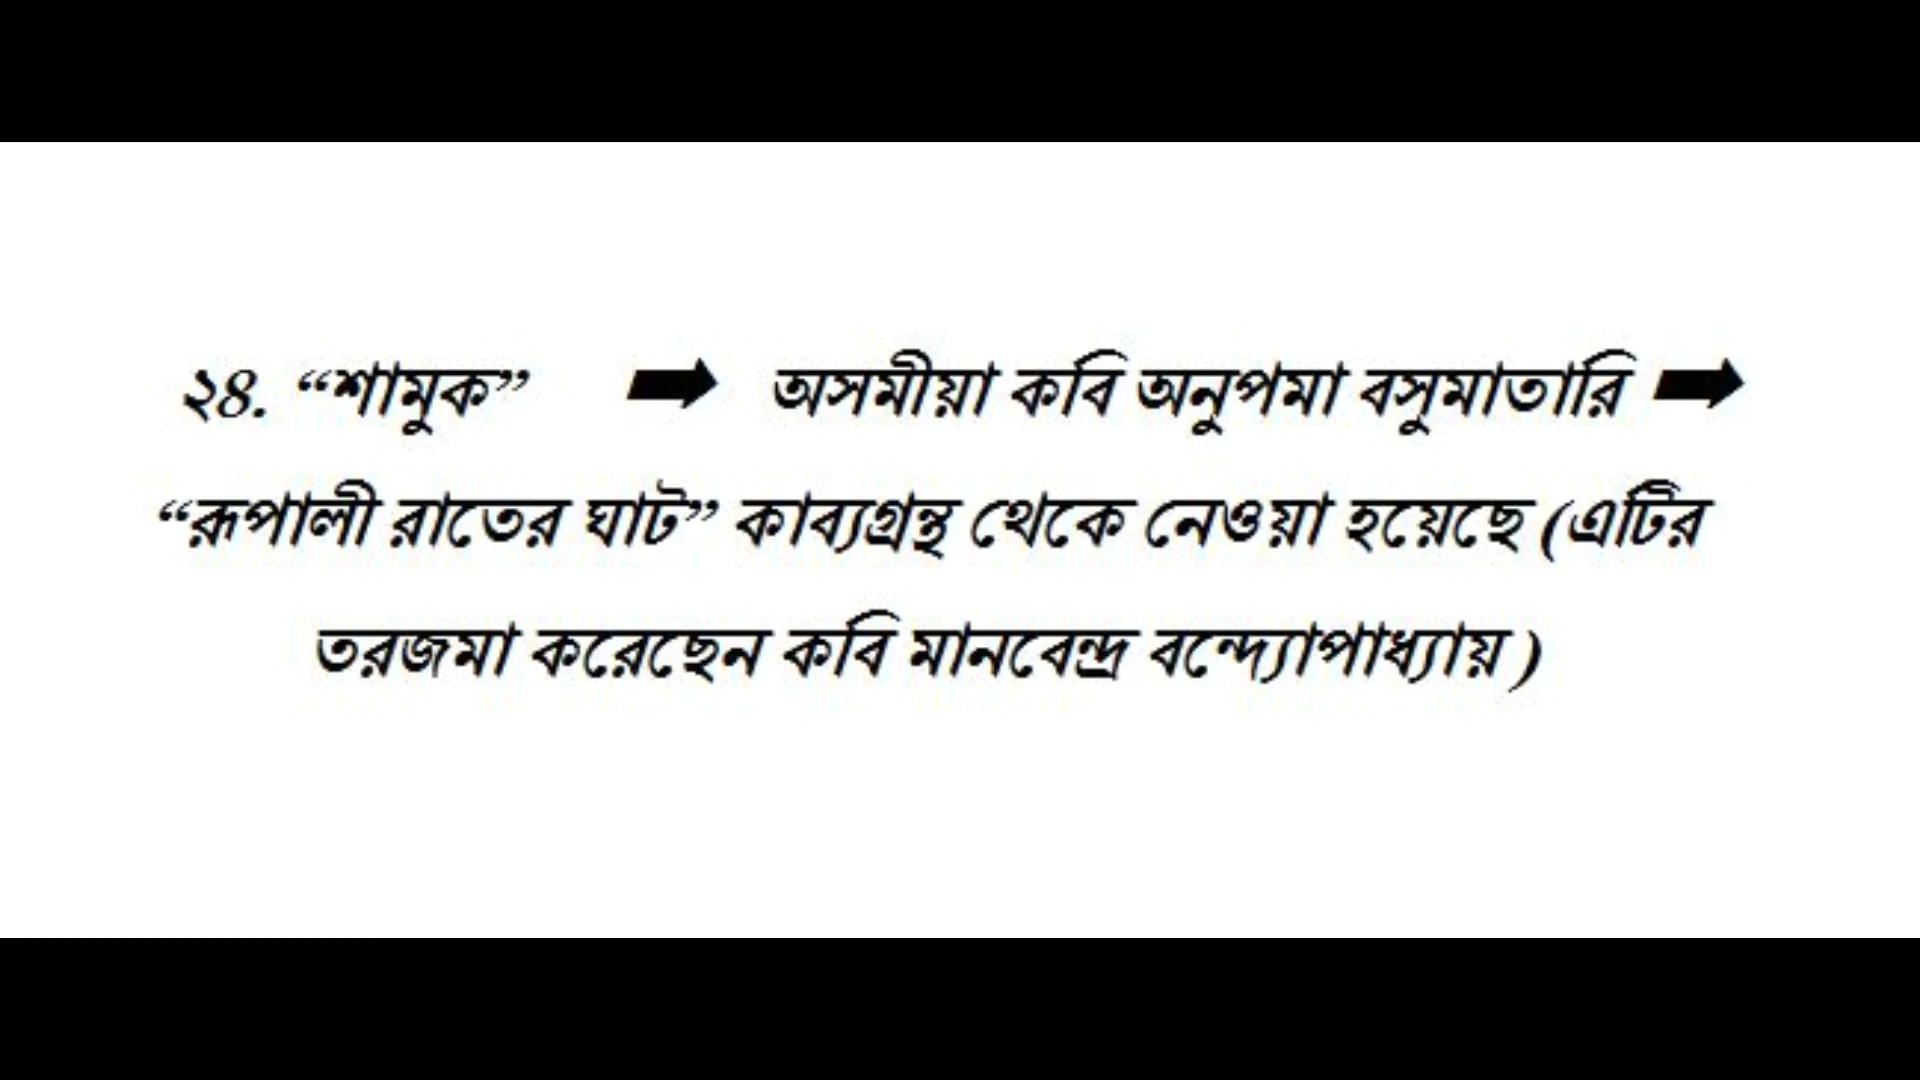 ২৪. “শামুক” ➡ অসমীয়া কবি অনুপমা বসুমাতারি ➡
“রূপালী রাতের ঘাট” কাব্যগ্রন্থ থেকে নেওয়া হয়েছে (এটির
তরজমা করেছেন কবি মানবেন্দ্র বন্দ্যোপাধ্যায় )